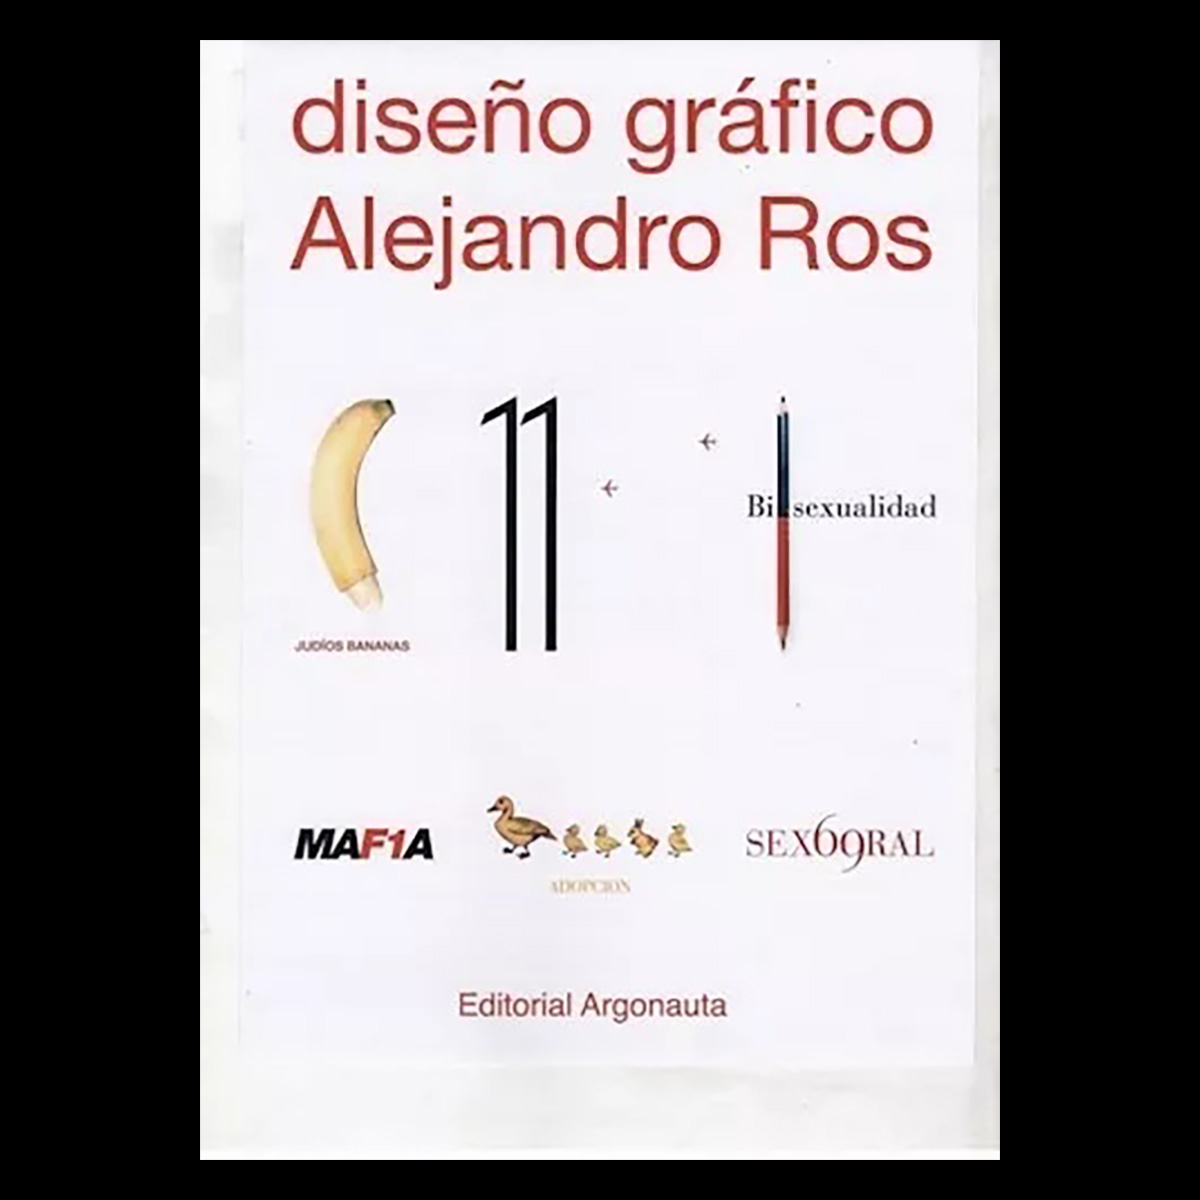 diseño gráfico
Alejandro Ros
11
Bisexualidad
JUDÍOS BANANAS
MAF1A
ADOPCION
SEX69RAL
Editorial Argonauta